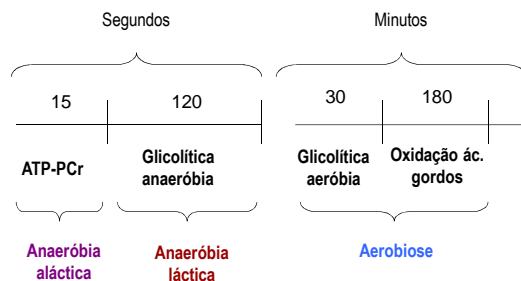 Segundos
Minutos
15
120
30
180
ATP-PCr
Glicolítica
anaeróbia
Glicolítica
aeróbia
Oxidação ác.
gordos
Anaeróbia
aláctica
Anaeróbia
láctica
Aerobiose